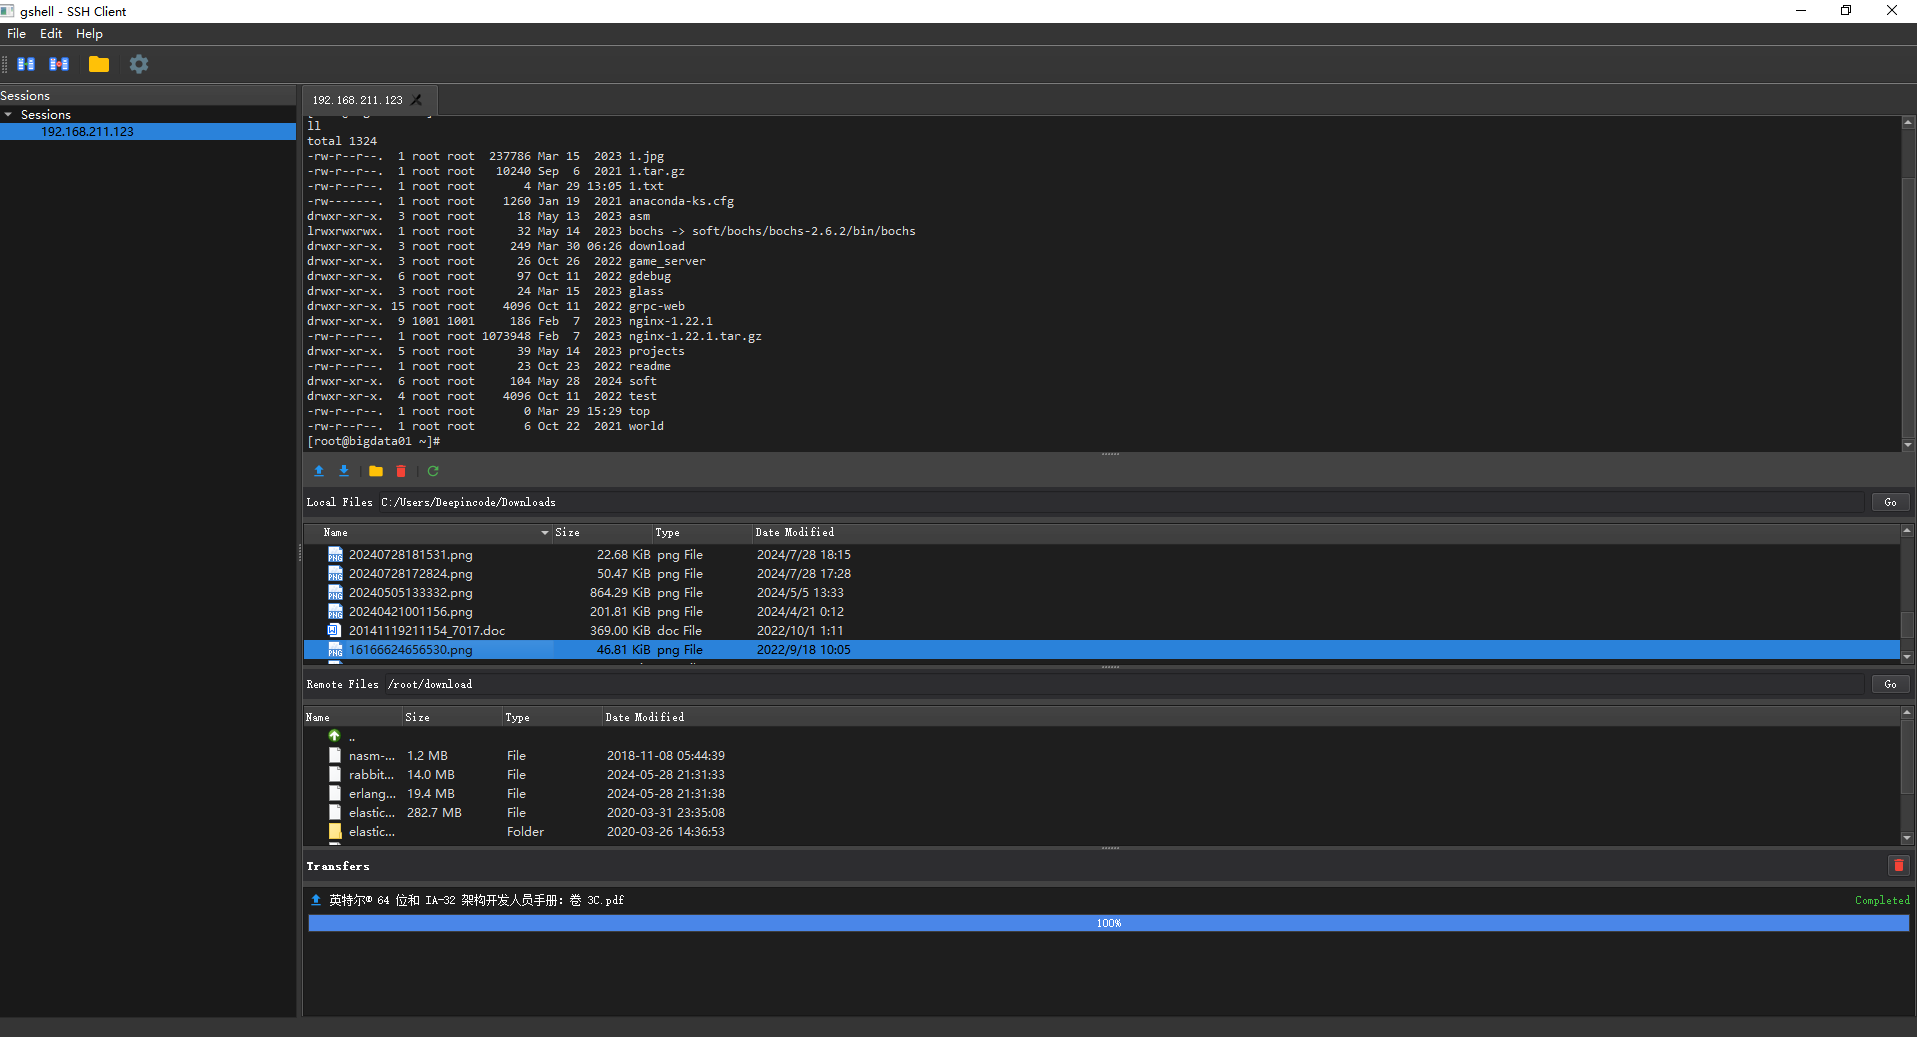 gshell - SSH Client
File Edit Help
Sessions
Sessions
192.168.211.123
192.168.211.123
ll
total 1324
-rw-r--r--.  1 root root  237786 Mar 15  2023 1.jpg
-rw-r--r--.  1 root root   10240 Sep  6  2021 1.tar.gz
-rw-r--r--.  1 root root       4 Mar 29 13:05 1.txt
-rw-------.  1 root root    1260 Jan 19  2021 anaconda-ks.cfg
drwxr-xr-x.  3 root root      18 May 13  2023 asm
lrwxrwxrwx.  1 root root      32 May 14  2023 bochs -> soft/bochs/bochs-2.6.2/bin/bochs
drwxr-xr-x.  3 root root     249 Mar 30 06:26 download
drwxr-xr-x.  3 root root      26 Oct 26  2022 game_server
drwxr-xr-x.  6 root root      97 Oct 11  2022 gdebug
drwxr-xr-x.  3 root root      24 Mar 15  2023 glass
drwxr-xr-x. 15 root root    4096 Oct 11  2022 grpc-web
drwxr-xr-x.  9 1001 1001     186 Feb  7  2023 nginx-1.22.1
-rw-r--r--.  1 root root 1073948 Feb  7  2023 nginx-1.22.1.tar.gz
drwxr-xr-x.  5 root root      39 May 14  2023 projects
-rw-r--r--.  1 root root      23 Oct 23  2022 readme
drwxr-xr-x.  6 root root     104 May 28  2024 soft
drwxr-xr-x.  4 root root    4096 Oct 11  2022 test
-rw-r--r--.  1 root root       0 Mar 29 15:29 top
-rw-r--r--.  1 root root       6 Oct 22  2021 world
[root@bigdata01 ~]#
Local Files C:/Users/Deepincode/Downloads Go
Name Size Type Date Modified
20240728181531.png 22.68 KiB png File 2024/7/28 18:15
20240728172824.png 50.47 KiB png File 2024/7/28 17:28
20240505133332.png 864.29 KiB png File 2024/5/5 13:33
20240421001156.png 201.81 KiB png File 2024/4/21 0:12
20141119211154_7017.doc 369.00 KiB doc File 2022/10/1 1:11
16166624656530.png 46.81 KiB png File 2022/9/18 10:05
Remote Files /root/download Go
Name Size Type Date Modified
..
nasm-... 1.2 MB File 2018-11-08 05:44:39
rabbit... 14.0 MB File 2024-05-28 21:31:33
erlang... 19.4 MB File 2024-05-28 21:31:38
elastic... 282.7 MB File 2020-03-31 23:35:08
elastic... Folder 2020-03-26 14:36:53
Transfers
英特尔® 64 位和 IA-32 架构开发人员手册：卷 3C.pdf Completed
100%